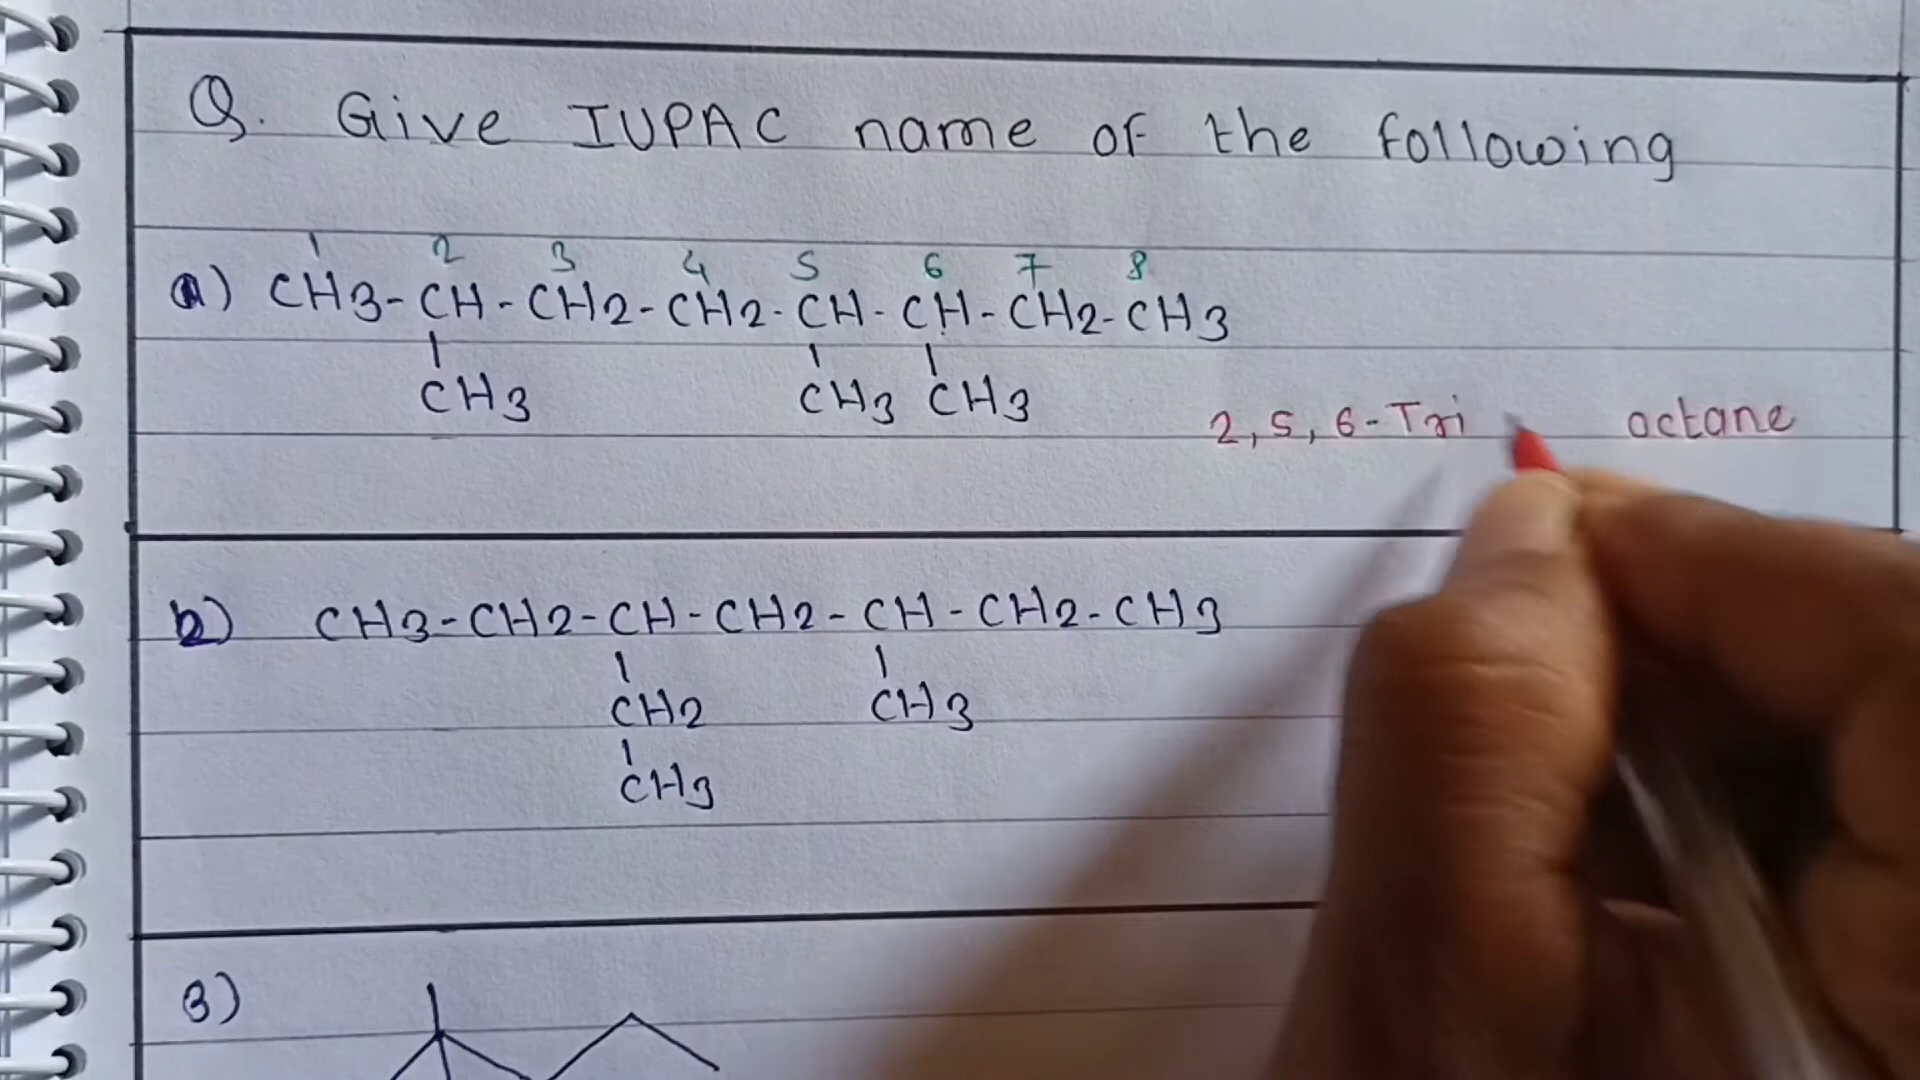 Q. Give IUPAC name of the following
1 2 3 4 5 6 7 8
a) CH3-CH-CH2-CH2-CH-CH-CH2-CH3
CH3 CH3 CH3
2,5,6-Tri octane
b) CH3-CH2-CH-CH2-CH-CH2-CH3
CH2 CH3
CH3
3)